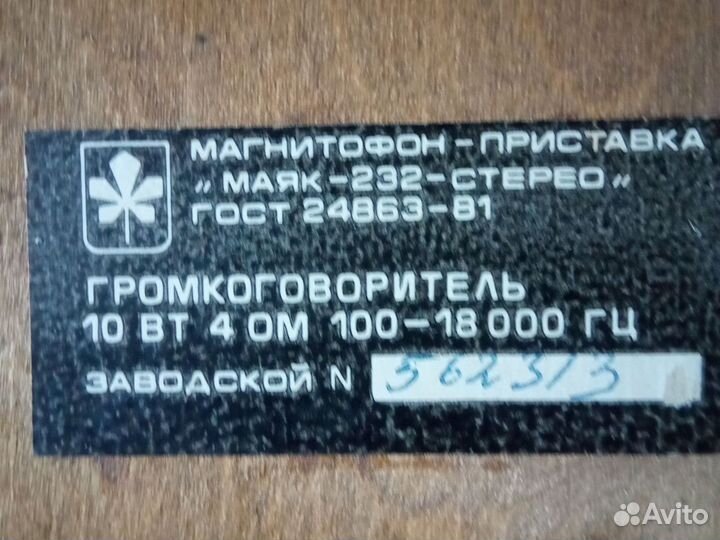 МАГНИТОФОН-ПРИСТАВКА
„МАЯК-232-СТЕРЕО„
ГОСТ 24863-81
ГРОМКОГОВОРИТЕЛЬ
10 ВТ 4 ОМ 100-18 000 ГЦ
ЗАВОДСКОЙ N 562313
Avito